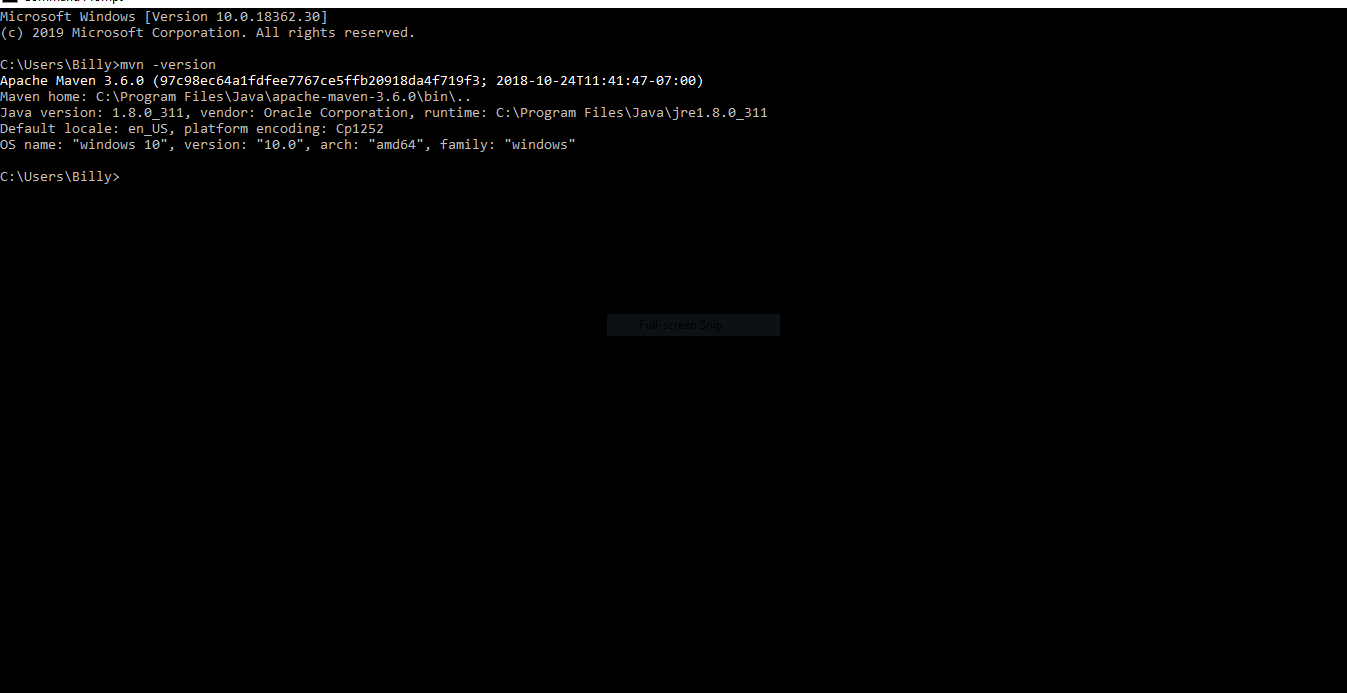 Microsoft Windows [Version 10.0.18362.30]
(c) 2019 Microsoft Corporation. All rights reserved.
C:\Users\Billy>mvn -version
Apache Maven 3.6.0 (97c98ec64a1fdfee7767ce5ffb20918da4f719f3; 2018-10-24T11:41:47-07:00)
Maven home: C:\Program Files\Java\apache-maven-3.6.0\bin\..
Java version: 1.8.0_311, vendor: Oracle Corporation, runtime: C:\Program Files\Java\jre1.8.0_311
Default locale: en_US, platform encoding: Cp1252
OS name: "windows 10", version: "10.0", arch: "amd64", family: "windows"
C:\Users\Billy>
Full-screen Snip